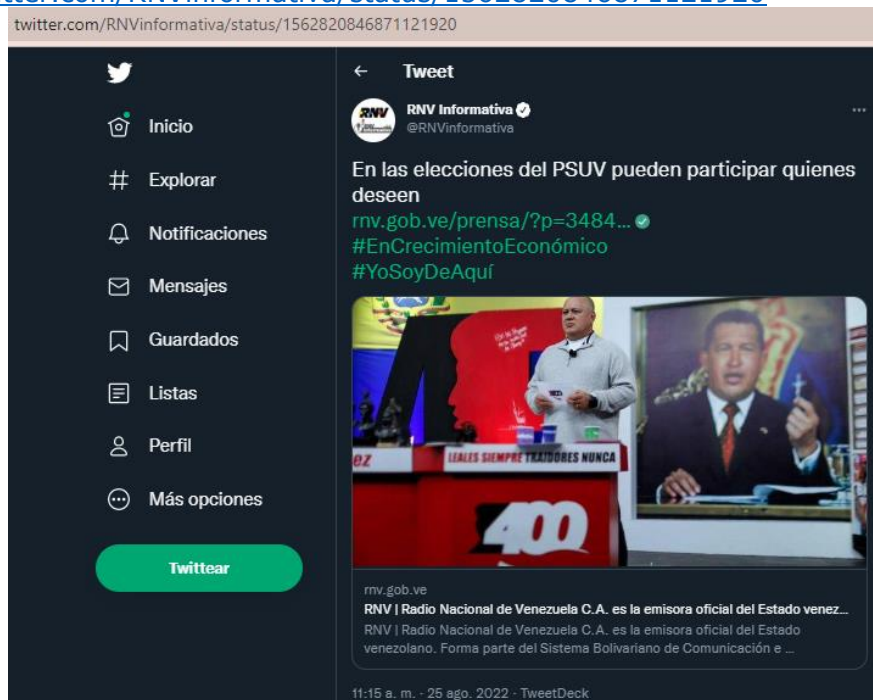 twitter.com/RNVinformativa/status/1562820846871121920
Tweet
RNV Informativa
@RNVinformativa
En las elecciones del PSUV pueden participar quienes
deseen
rnv.gob.ve/prensa/?p=3484...
#EnCrecimientoEconómico
#YoSoyDeAquí
LEALES SIEMPRE TRAIDORES NUNCA
400
rnv.gob.ve
RNV | Radio Nacional de Venezuela C.A. es la emisora oficial del Estado venez...
RNV | Radio Nacional de Venezuela C.A. es la emisora oficial del Estado
venezolano. Forma parte del Sistema Bolivariano de Comunicación e ...
11:15 a. m. · 25 ago. 2022 · TweetDeck
Inicio
Explorar
Notificaciones
Mensajes
Guardados
Listas
Perfil
Más opciones
Twittear